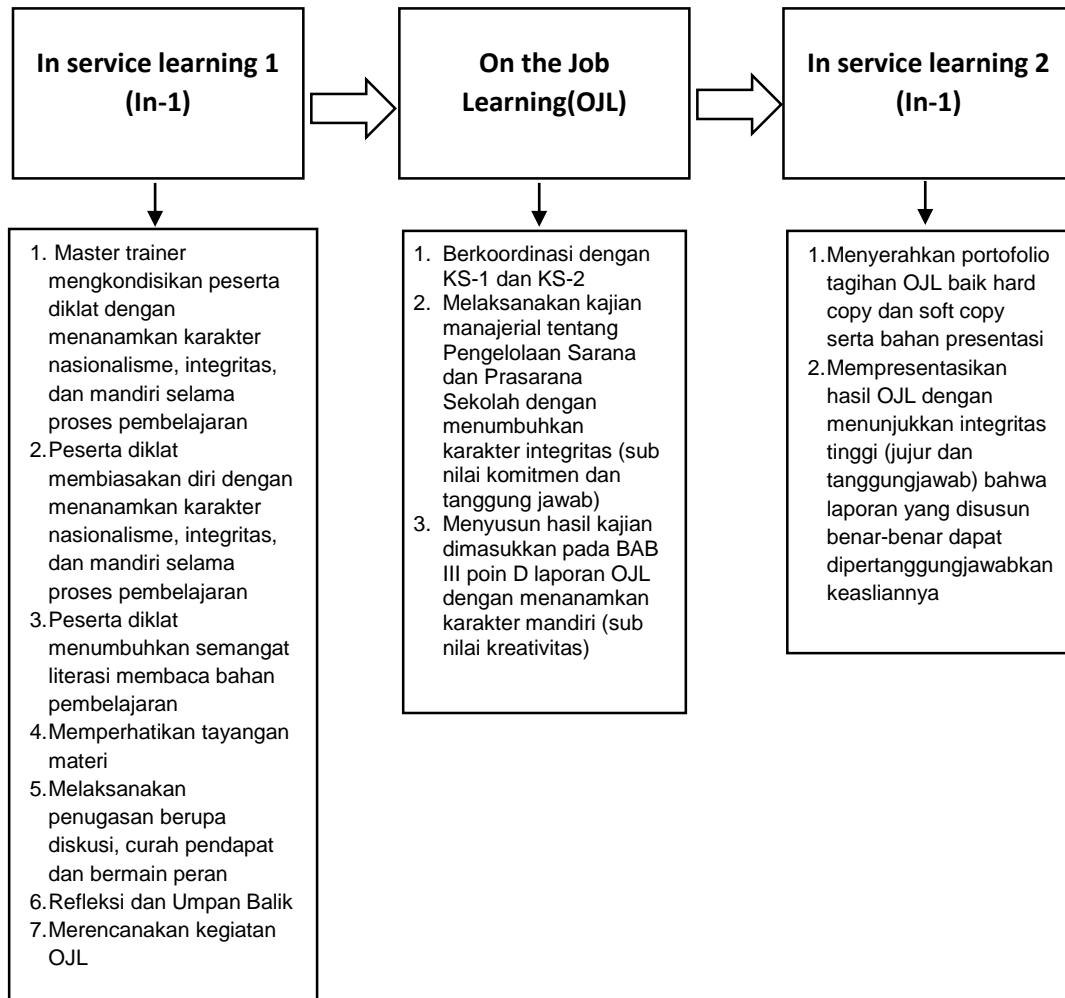 In service learning 1
(In-1)
On the Job
Learning(OJL)
In service learning 2
(In-1)
1. Master trainer
mengkondisikan peserta
diklat dengan
menanamkan karakter
nasionalisme, integritas,
dan mandiri selama
proses pembelajaran
2.Peserta diklat
membiasakan diri dengan
menanamkan karakter
nasionalisme, integritas,
dan mandiri selama
proses pembelajaran
3.Peserta diklat
menumbuhkan semangat
literasi membaca bahan
pembelajaran
4.Memperhatikan tayangan
materi
5.Melaksanakan
penugasan berupa
diskusi, curah pendapat
dan bermain peran
6.Refleksi dan Umpan Balik
7.Merencanakan kegiatan
OJL
1. Berkoordinasi dengan
KS-1 dan KS-2
2. Melaksanakan kajian
manajerial tentang
Pengelolaan Sarana
dan Prasarana
Sekolah dengan
menumbuhkan
karakter integritas (sub
nilai komitmen dan
tanggung jawab)
3. Menyusun hasil kajian
dimasukkan pada BAB
III poin D laporan OJL
dengan menanamkan
karakter mandiri (sub
nilai kreativitas)
1.Menyerahkan portofolio
tagihan OJL baik hard
copy dan soft copy
serta bahan presentasi
2.Mempresentasikan
hasil OJL dengan
menunjukkan integritas
tinggi (jujur dan
tanggungjawab) bahwa
laporan yang disusun
benar-benar dapat
dipertanggungjawabkan
keasliannya